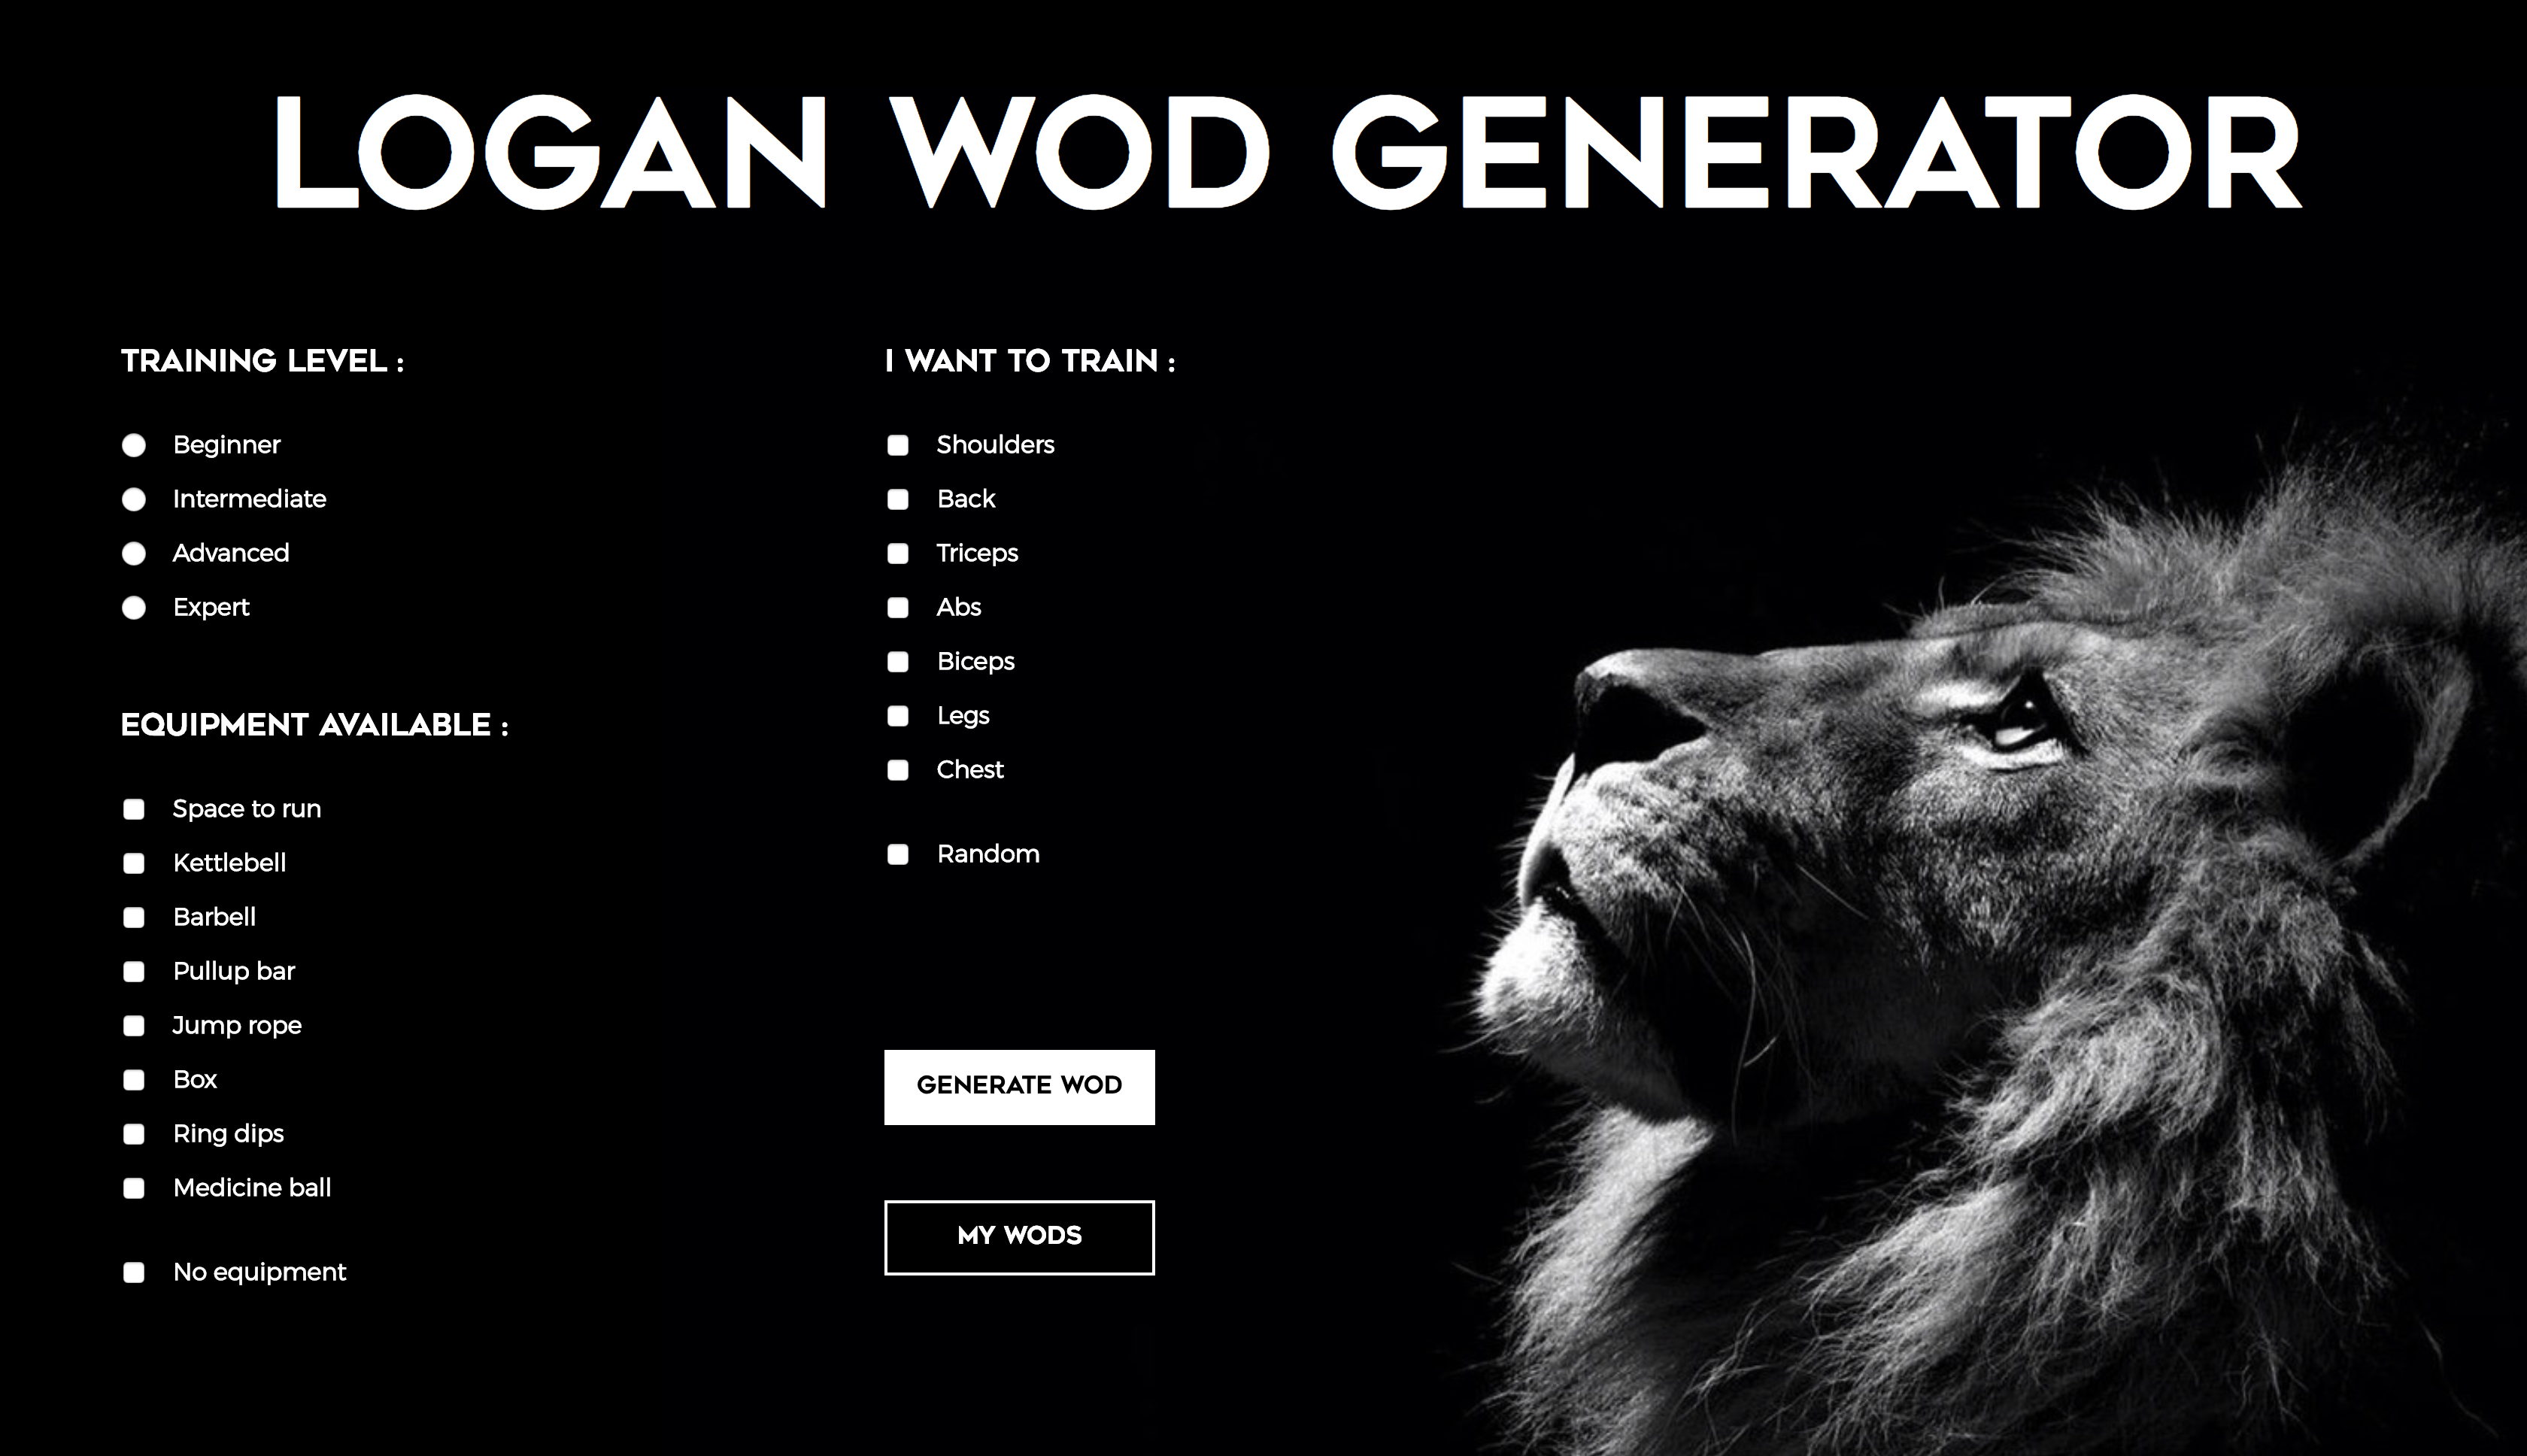 LOGAN WOD GENERATOR
TRAINING LEVEL :
Beginner
Intermediate
Advanced
Expert
EQUIPMENT AVAILABLE :
Space to run
Kettlebell
Barbell
Pullup bar
Jump rope
Box
Ring dips
Medicine ball
No equipment
I WANT TO TRAIN :
Shoulders
Back
Triceps
Abs
Biceps
Legs
Chest
Random
GENERATE WOD
MY WODS